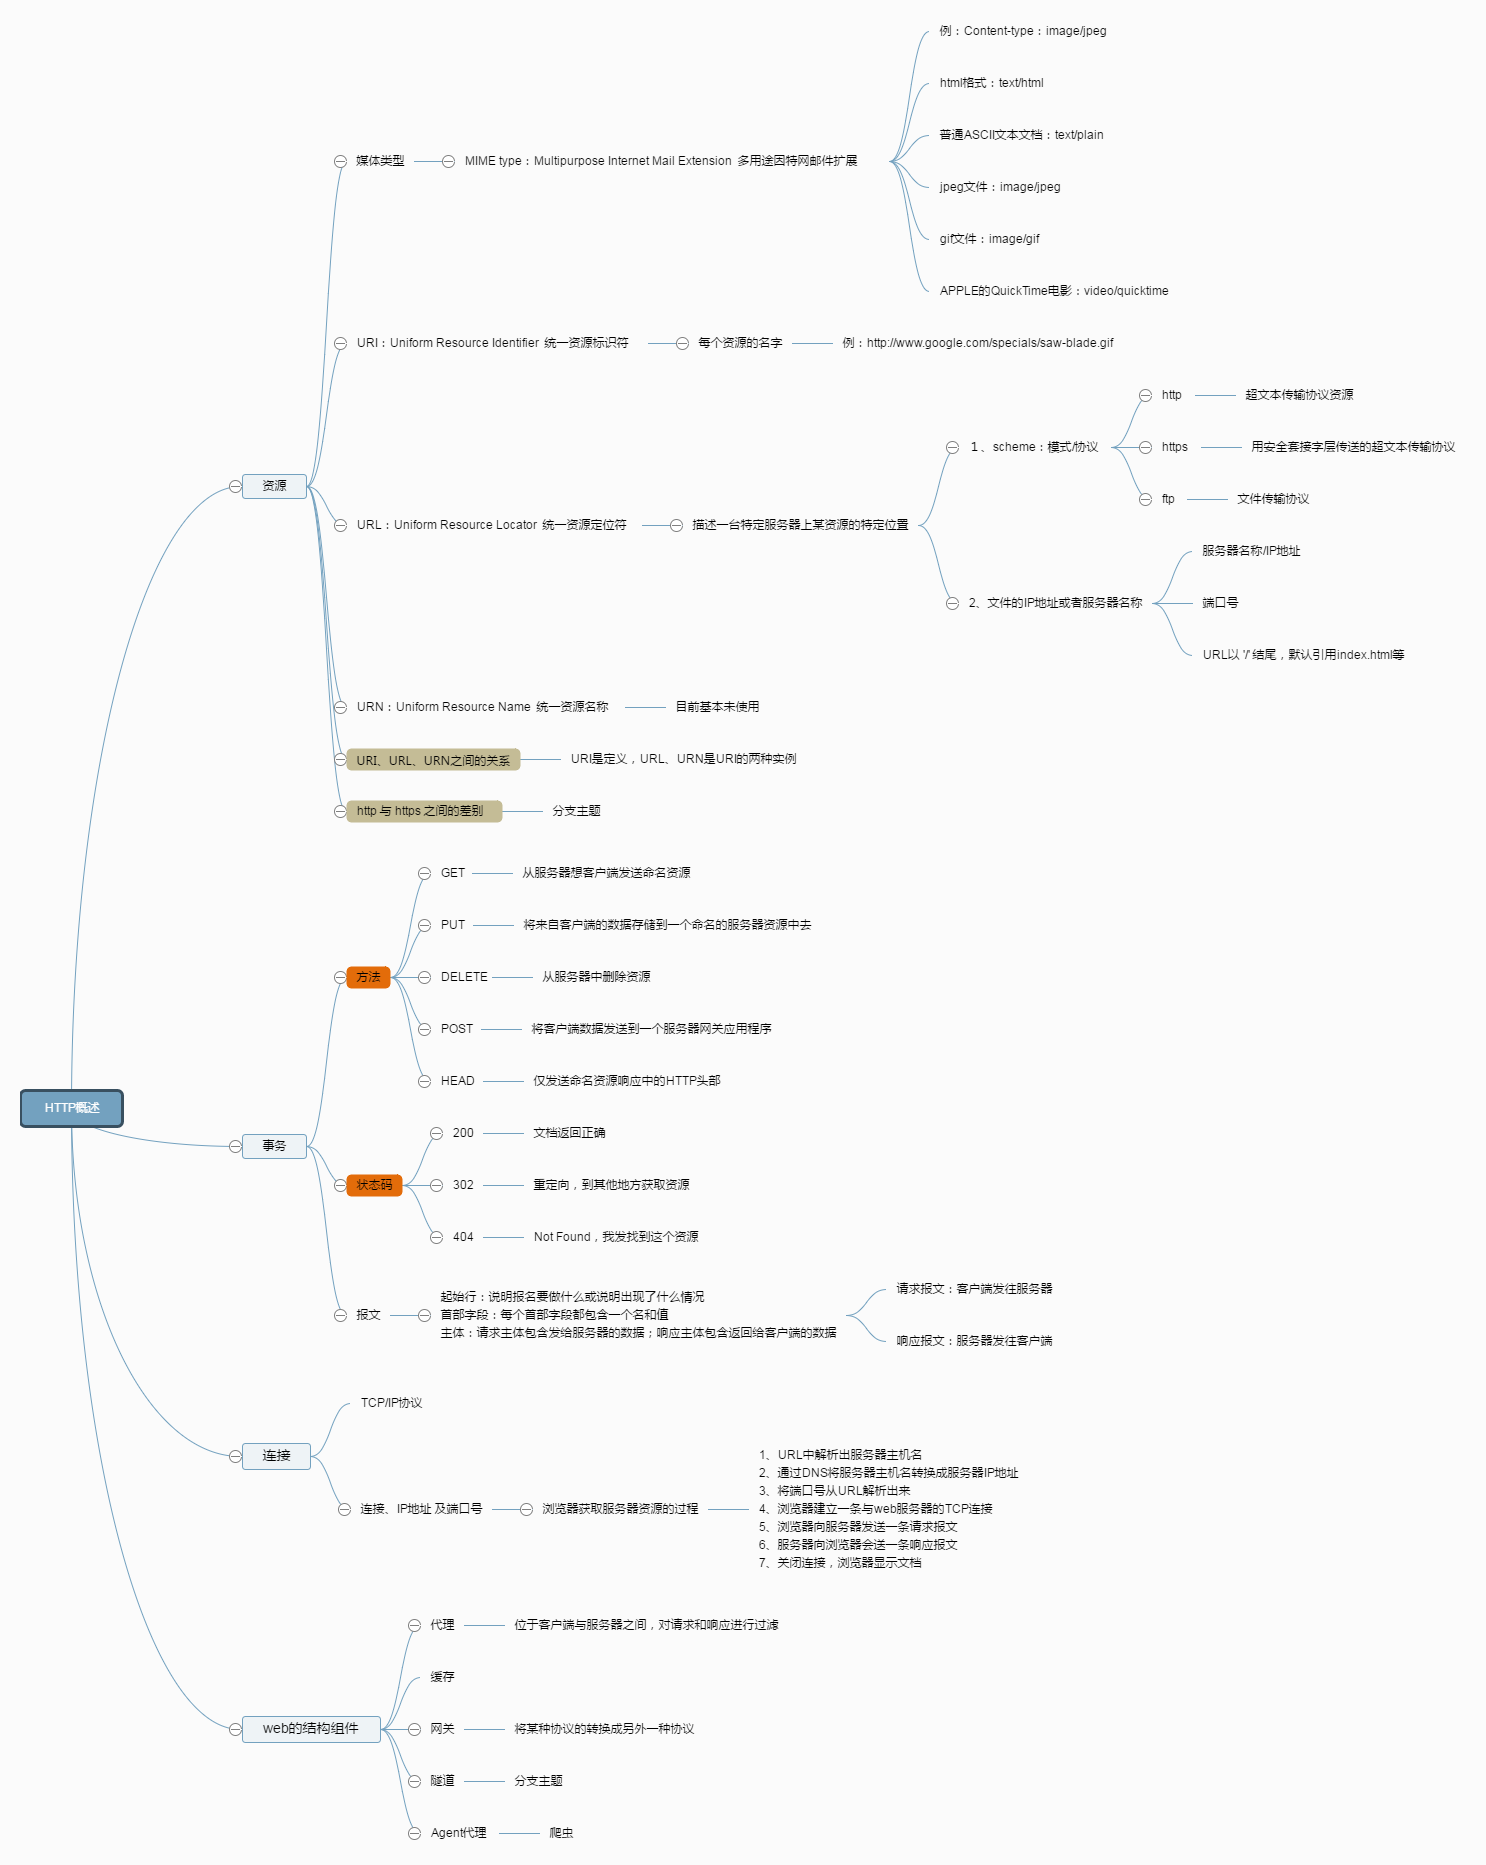 HTTP概述
资源
媒体类型
MIME type：Multipurpose Internet Mail Extension 多用途因特网邮件扩展
例：Content-type：image/jpeg
html格式：text/html
普通ASCII文本文档：text/plain
jpeg文件：image/jpeg
gif文件：image/gif
APPLE的QuickTime电影：video/quicktime
URI：Uniform Resource Identifier 统一资源标识符
每个资源的名字
例：http://www.google.com/specials/saw-blade.gif
URL：Uniform Resource Locator 统一资源定位符
描述一台特定服务器上某资源的特定位置
1、scheme：模式/协议
http
超文本传输协议资源
https
用安全套接字层传送的超文本传输协议
ftp
文件传输协议
2、文件的IP地址或者服务器名称
服务器名称/IP地址
端口号
URL以 '/' 结尾，默认引用index.html等
URN：Uniform Resource Name 统一资源名称
目前基本未使用
URI、URL、URN之间的关系
URI是定义，URL、URN是URI的两种实例
http 与 https 之间的差别
分支主题
事务
方法
GET
从服务器想客户端发送命名资源
PUT
将来自客户端的数据存储到一个命名的服务器资源中去
DELETE
从服务器中删除资源
POST
将客户端数据发送到一个服务器网关应用程序
HEAD
仅发送命名资源响应中的HTTP头部
状态码
200
文档返回正确
302
重定向，到其他地方获取资源
404
Not Found，我发找到这个资源
报文
起始行：说明报名要做什么或说明出现了什么情况
首部字段：每个首部字段都包含一个名和值
主体：请求主体包含发给服务器的数据；响应主体包含返回给客户端的数据
请求报文：客户端发往服务器
响应报文：服务器发往客户端
连接
TCP/IP协议
连接、IP地址 及端口号
浏览器获取服务器资源的过程
1、URL中解析出服务器主机名
2、通过DNS将服务器主机名转换成服务器IP地址
3、将端口号从URL解析出来
4、浏览器建立一条与web服务器的TCP连接
5、浏览器向服务器发送一条请求报文
6、服务器向浏览器会送一条响应报文
7、关闭连接，浏览器显示文档
web的结构组件
代理
位于客户端与服务器之间，对请求和响应进行过滤
缓存
网关
将某种协议的转换成另外一种协议
隧道
分支主题
Agent代理
爬虫